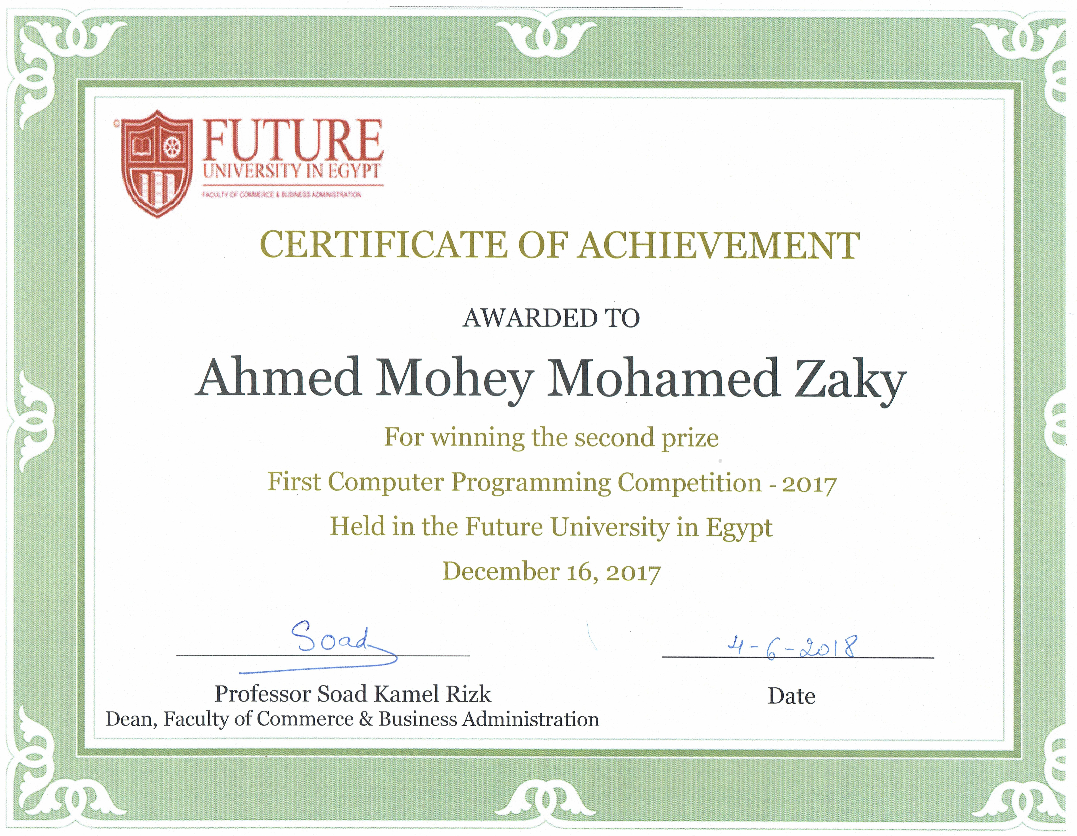 FUTURE
UNIVERSITY IN EGYPT
FACULTY OF COMMERCE & BUSINESS ADMINISTRATION
CERTIFICATE OF ACHIEVEMENT
AWARDED TO
Ahmed Mohey Mohamed Zaky
For winning the second prize
First Computer Programming Competition - 2017
Held in the Future University in Egypt
December 16, 2017
Soad
4-6-2018
Professor Soad Kamel Rizk
Date
Dean, Faculty of Commerce & Business Administration